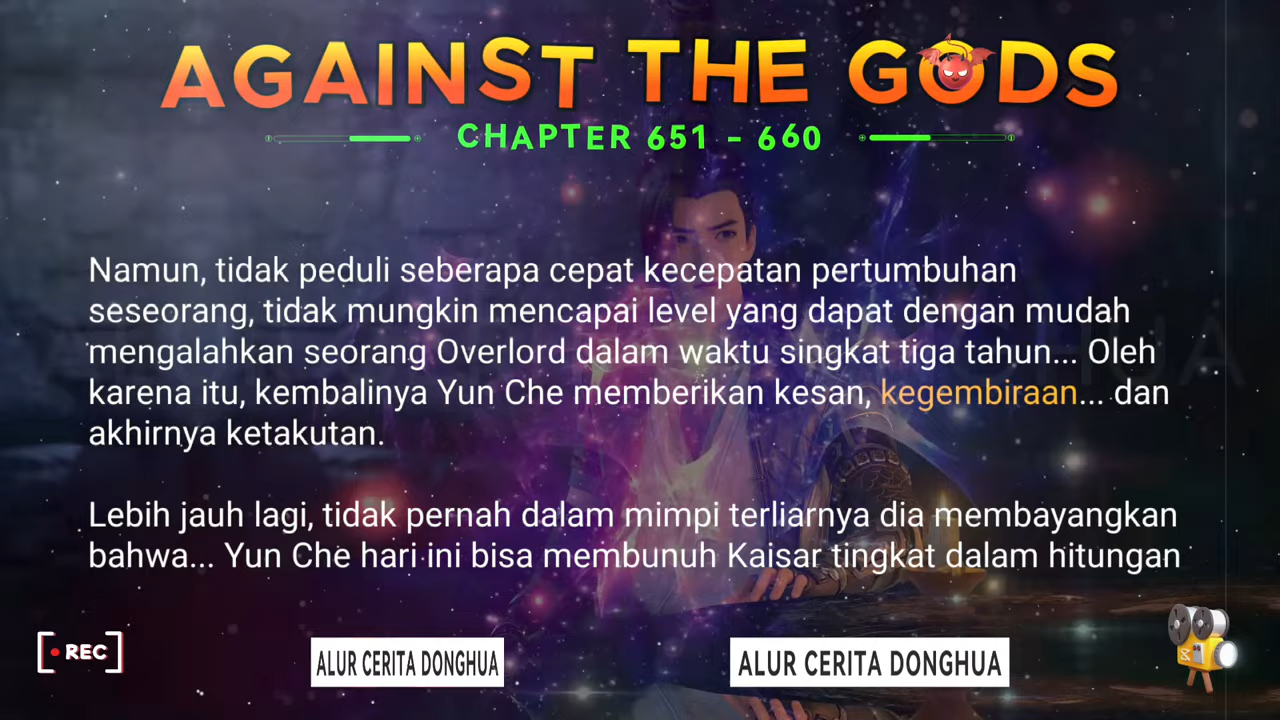 AGAINST THE GODS
CHAPTER 651 - 660
Namun, tidak peduli seberapa cepat kecepatan pertumbuhan
seseorang, tidak mungkin mencapai level yang dapat dengan mudah
mengalahkan seorang Overlord dalam waktu singkat tiga tahun... Oleh
karena itu, kembalinya Yun Che memberikan kesan, kegembiraan... dan
akhirnya ketakutan.
Lebih jauh lagi, tidak pernah dalam mimpi terliarnya dia membayangkan
bahwa... Yun Che hari ini bisa membunuh Kaisar tingkat dalam hitungan
REC
ALUR CERITA DONGHUA
ALUR CERITA DONGHUA